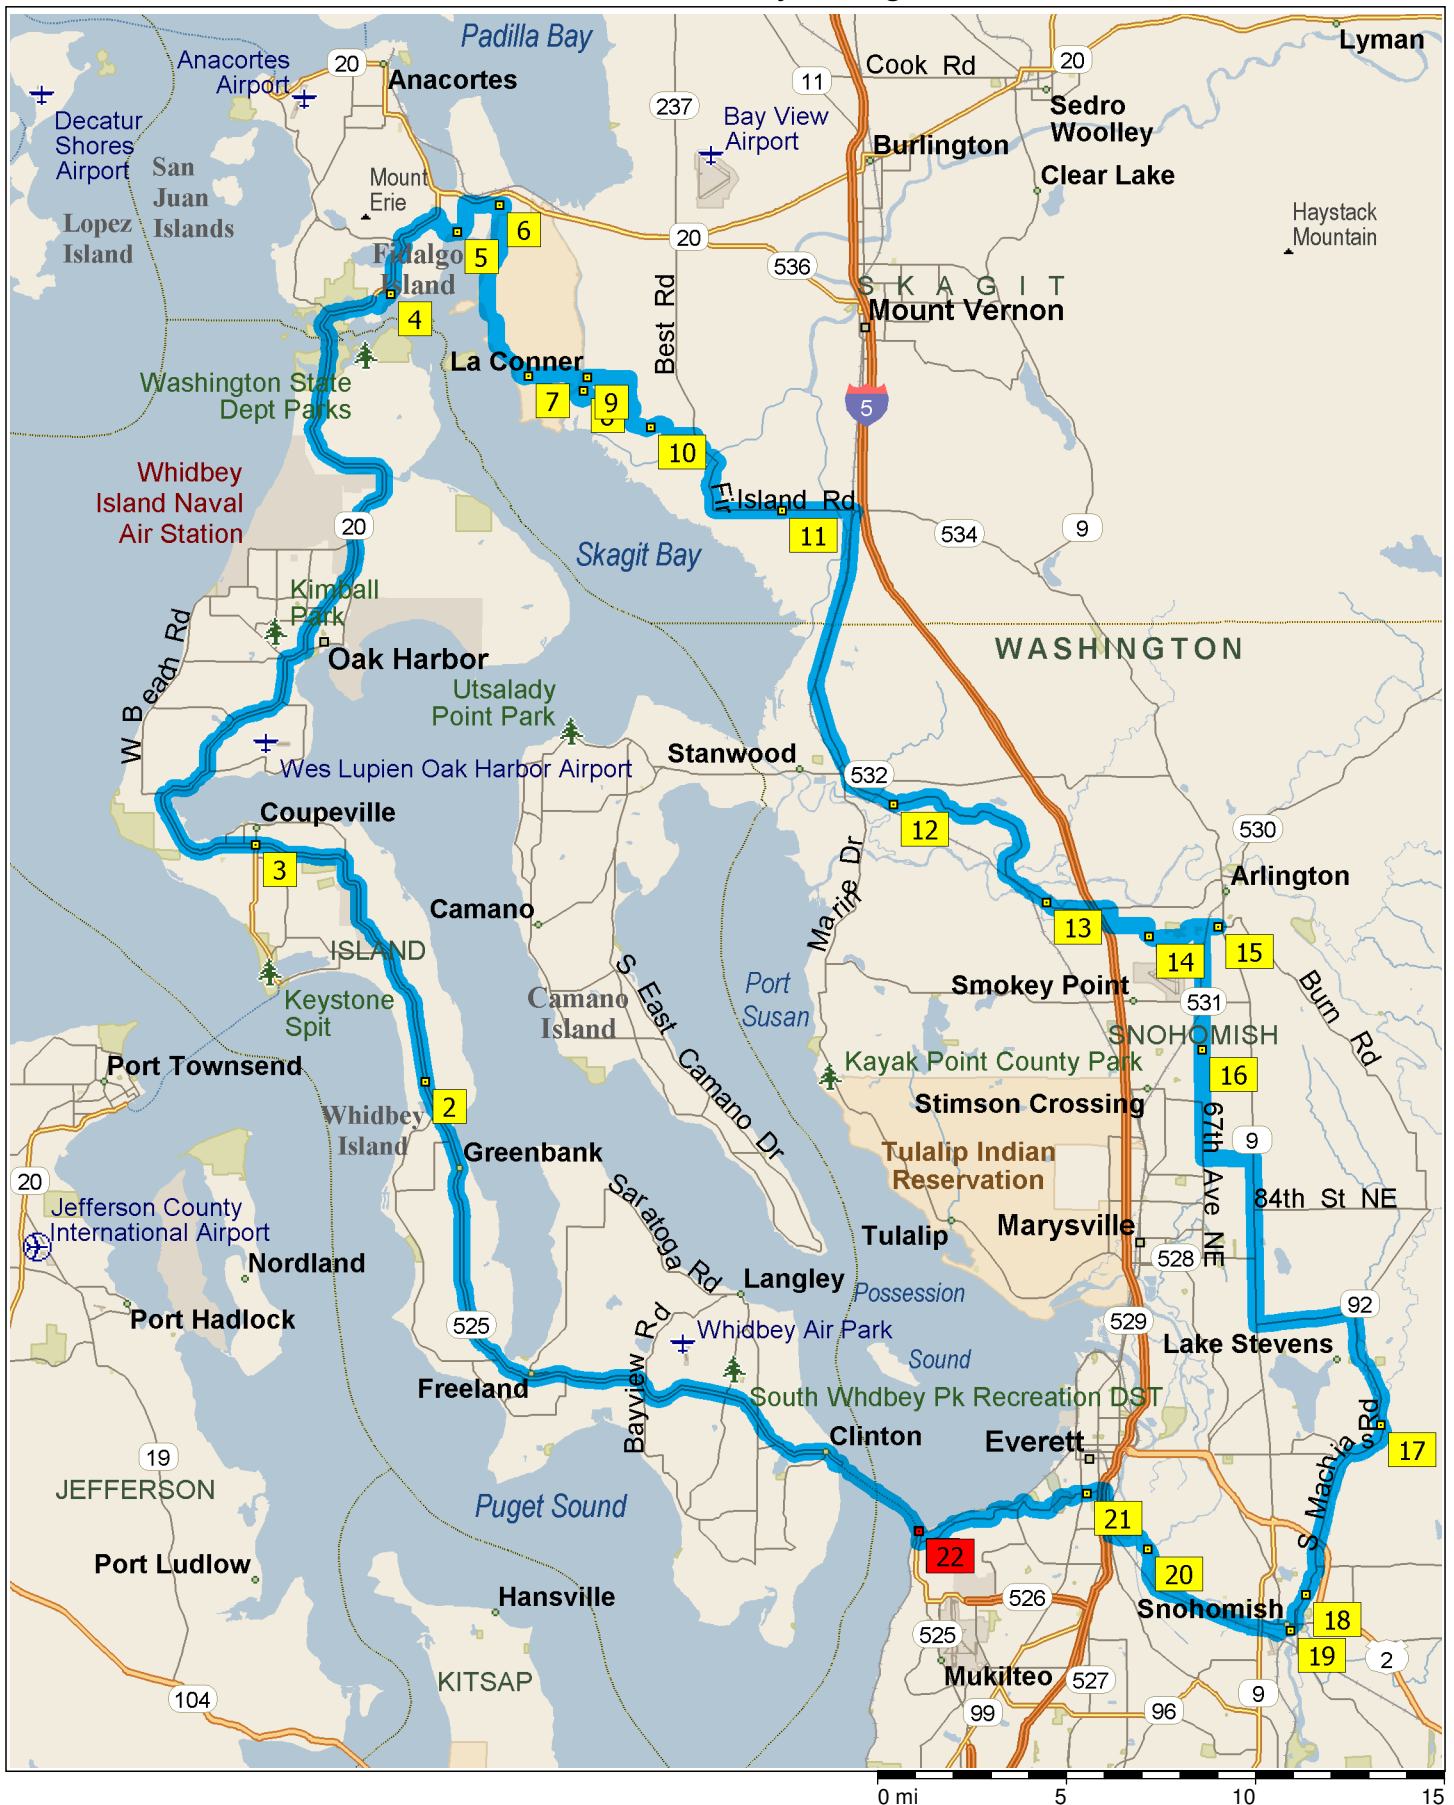 Padilla Bay
Lyman
Anacortes
Airport
20
Anacortes
11
Cook Rd
20
237
Sedro
Woolley
Decatur
Shores
Airport
Bay View
Airport
Burlington
San
Juan
Islands
Mount
Erie
Clear Lake
Lopez
Island
Haystack
Mountain
6
5
20
Fidalgo
Island
536
SKAGIT
4
Mount Vernon
Best Rd
La Conner
Washington State
Dept Parks
7
9
5
10
Whidbey
Island Naval
Air Station
Fir Island Rd
20
11
534
9
Skagit Bay
Kimball
Park
W Beach Rd
Oak Harbor
WASHINGTON
Utsalady
Point Park
Stanwood
Wes Lupien Oak Harbor Airport
532
Coupeville
12
530
3
Marine Dr
Arlington
Camano
13
ISLAND
14
15
S East Camano Dr
Port
Susan
Smokey Point
Camano
Island
Keystone
Spit
531
Burn Rd
SNOHOMISH
Port Townsend
Kayak Point County Park
16
2
Whidbey
Island
Stimson Crossing
67th Ave NE
9
Greenbank
Tulalip Indian
Reservation
20
Saratoga Rd
84th St NE
Jefferson County
International Airport
Tulalip
Marysville
Nordland
528
Langley
Possession
Port Hadlock
92
525
Bayview Rd
Whidbey Air Park
529
Lake Stevens
Sound
Freeland
South Whdbey Pk Recreation DST
Clinton
Everett
S Machias Rd
17
19
JEFFERSON
Puget Sound
21
22
Port Ludlow
20
Hansville
526
Snohomish
18
525
19
Mukilteo
2
KITSAP
527
104
9
99
96
0 mi
5
10
15